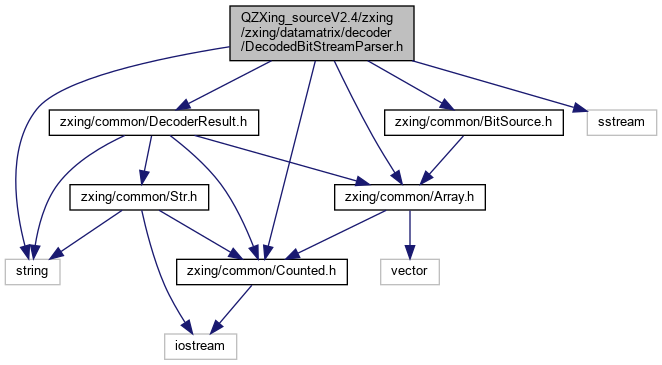 QZXing_sourceV2.4/zxing
/zxing/datamatrix/decoder
/DecodedBitStreamParser.h
zxing/common/DecoderResult.h
zxing/common/BitSource.h
sstream
zxing/common/Str.h
zxing/common/Array.h
string
zxing/common/Counted.h
vector
iostream